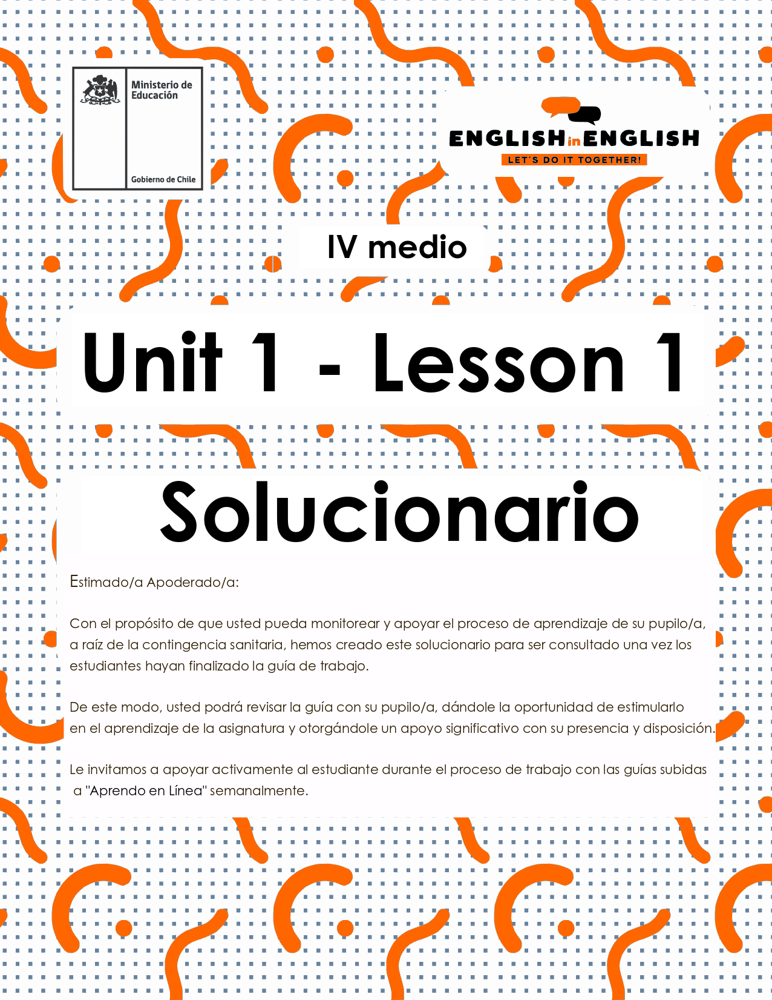 Ministerio de
Educación
Gobierno de Chile
ENGLISH in ENGLISH
LET'S DO IT TOGETHER!
IV medio
Unit 1 - Lesson 1
Solucionario
Estimado/a Apoderado/a:
Con el propósito de que usted pueda monitorear y apoyar el proceso de aprendizaje de su pupilo/a,
a raíz de la contingencia sanitaria, hemos creado este solucionario para ser consultado una vez los
estudiantes hayan finalizado la guía de trabajo.
De este modo, usted podrá revisar la guía con su pupilo/a, dándole la oportunidad de estimularlo
en el aprendizaje de la asignatura y otorgándole un apoyo significativo con su presencia y disposición.
Le invitamos a apoyar activamente al estudiante durante el proceso de trabajo con las guías subidas
a "Aprendo en Línea" semanalmente.